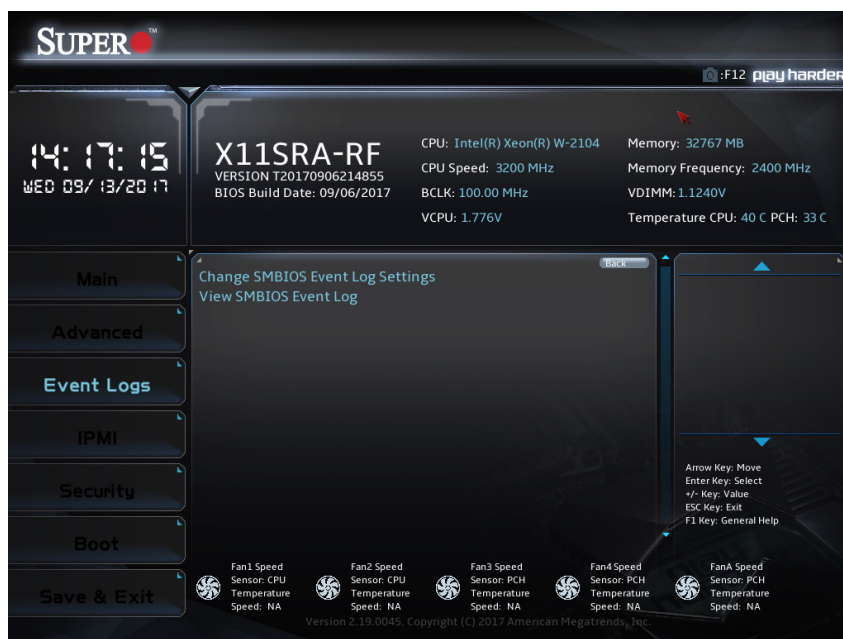 SUPER™
:F12 play harder
14:17:15
WED 09/13/2017
X11SRA-RF
VERSION T20170906214855
BIOS Build Date: 09/06/2017
CPU: Intel(R) Xeon(R) W-2104
CPU Speed: 3200 MHz
BCLK: 100.00 MHz
VCPU: 1.776V
Memory: 32767 MB
Memory Frequency: 2400 MHz
VDIMM: 1.1240V
Temperature CPU: 40 C PCH: 33 C
Main
Advanced
Event Logs
IPMI
Security
Boot
Save & Exit
Back
Change SMBIOS Event Log Settings
View SMBIOS Event Log
Arrow Key: Move
Enter Key: Select
+/- Key: Value
ESC Key: Exit
F1 Key: General Help
Fan1 Speed
Sensor: CPU
Temperature
Speed: NA
Fan2 Speed
Sensor: CPU
Temperature
Speed: NA
Fan3 Speed
Sensor: PCH
Temperature
Speed: NA
Fan4 Speed
Sensor: PCH
Temperature
Speed: NA
FanA Speed
Sensor: PCH
Temperature
Speed: NA
Version 2.19.0045. Copyright (C) 2017 American Megatrends, Inc.